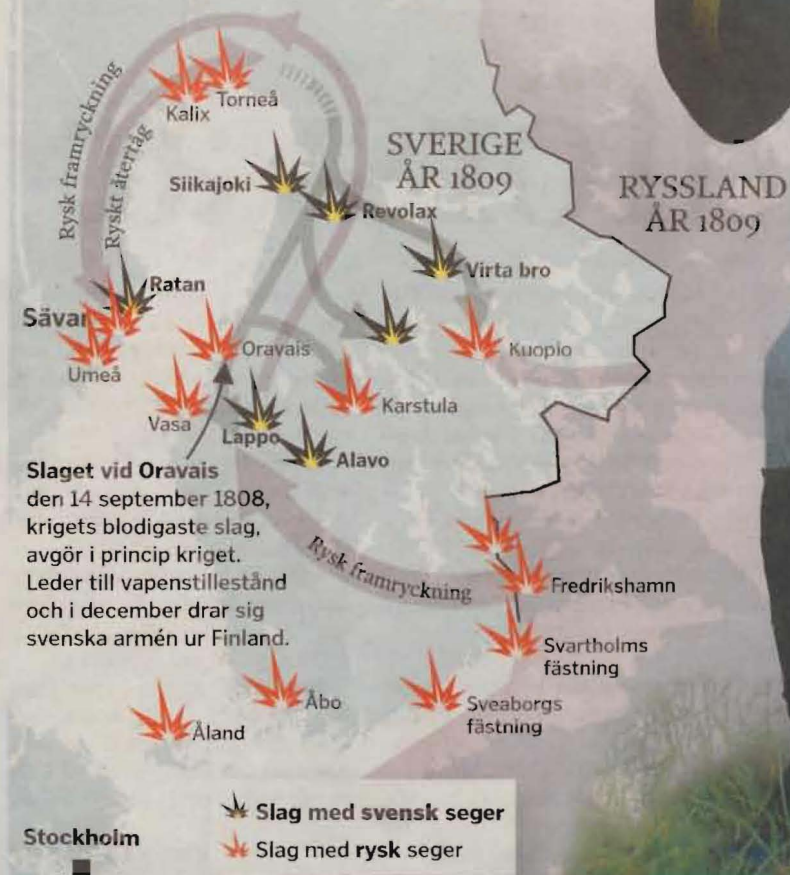 Rysk framryckning
Ryskt återtåg
Kalix
Torneå
SVERIGE
ÅR 1809
RYSSLAND
ÅR 1809
Siikajoki
Revolax
Virta bro
Ratan
Sävar
Umeå
Oravais
Kuopio
Vasa
Karstula
Lappo
Alavo
Slaget vid Oravais
den 14 september 1808,
krigets blodigaste slag,
avgör i princip kriget.
Leder till vapenstillestånd
och i december drar sig
svenska armén ur Finland.
Rysk framryckning
Fredrikshamn
Svartholms
fästning
Sveaborgs
fästning
Åbo
Åland
Stockholm
Slag med svensk seger
Slag med rysk seger